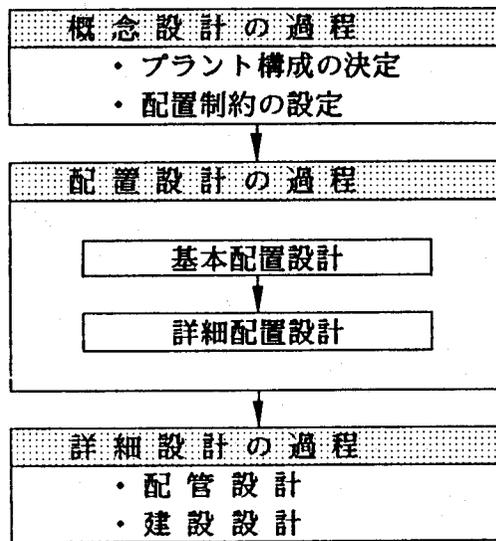 概念設計の過程
・プラント構成の決定
・配置制約の設定
配置設計の過程
基本配置設計
詳細配置設計
詳細設計の過程
・配管設計
・建設設計